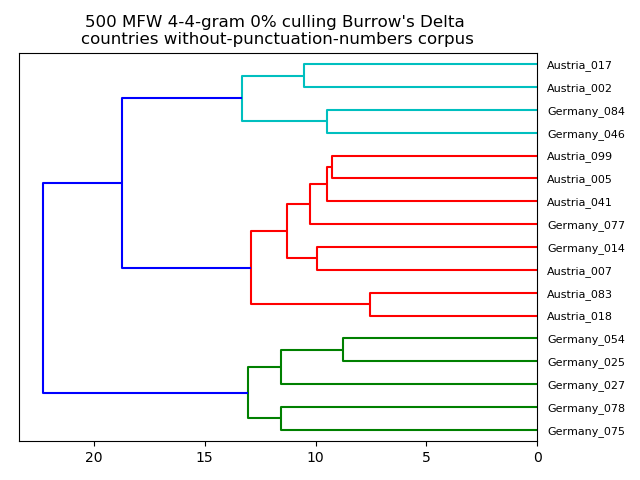 500 MFW 4-4-gram 0% culling Burrow's Delta
countries without-punctuation-numbers corpus
Austria_017
Austria_002
Germany_084
Germany_046
Austria_099
Austria_005
Austria_041
Germany_077
Germany_014
Austria_007
Austria_083
Austria_018
Germany_054
Germany_025
Germany_027
Germany_078
Germany_075
20 15 10 5 0